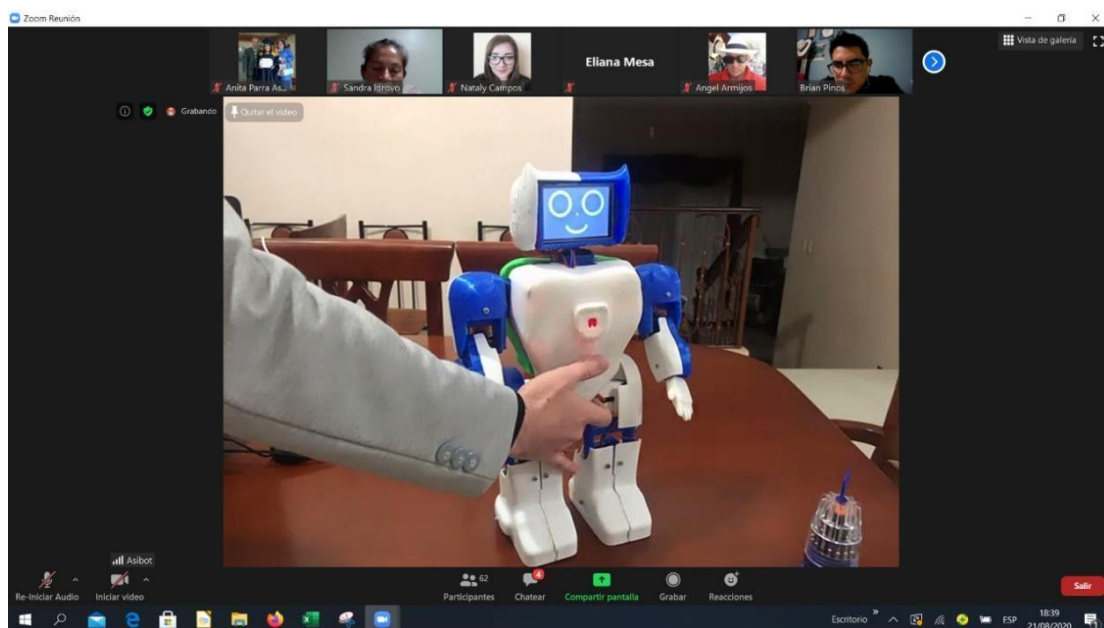 Zoom Reunión
Anita Parra As...
Sandra Idrovo
Nataly Campos
Eliana Mesa
Angel Armijos
Brian Pinos
Vista de galería
Grabando
Quitar el video
Asibot
Re-Iniciar Audio
Iniciar video
62
Participantes
4
Chatear
Compartir pantalla
Grabar
Reacciones
Salir
Escritorio
ESP
18:39
21/08/2020